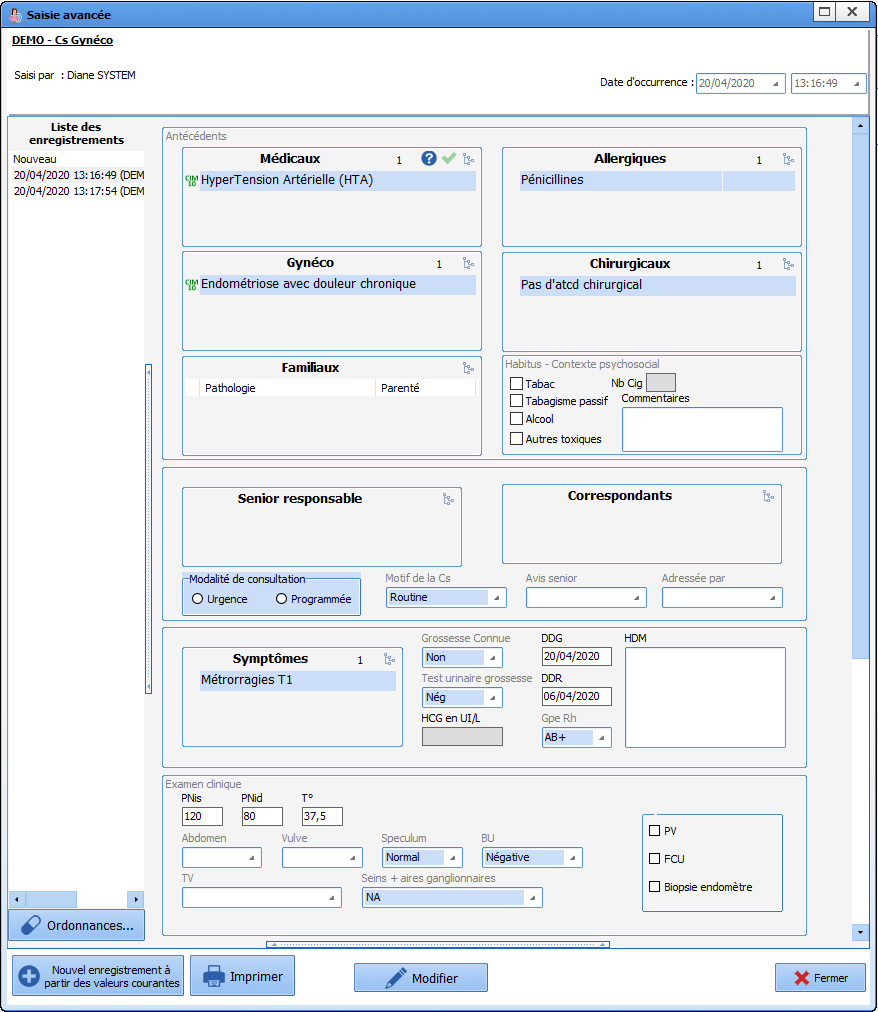 Saisie avancée
DEMO - Cs Gynéco
Saisi par : Diane SYSTEM
Date d'occurrence : 20/04/2020 13:16:49
Liste des
enregistrements
Nouveau
20/04/2020 13:16:49 (DEM
20/04/2020 13:17:54 (DEM
Antécédents
Médicaux 1
CIM
10
HyperTension Artérielle (HTA)
Allergiques 1
Pénicillines
Gynéco 1
CIM
10
Endométriose avec douleur chronique
Chirurgicaux 1
Pas d'atcd chirurgical
Familiaux
Pathologie Parenté
Habitus - Contexte psychosocial
Tabac Nb Cig
Tabagisme passif Commentaires
Alcool
Autres toxiques
Senior responsable
Correspondants
Modalité de consultation
Urgence Programmée
Motif de la Cs
Routine
Avis senior
Adressée par
Symptômes 1
Métrorragies T1
Grossesse Connue DDG HDM
Non 20/04/2020
Test urinaire grossesse DDR
Nég 06/04/2020
HCG en UI/L Gpe Rh
AB+
Examen clinique
PNis PNid T°
120 80 37,5
Abdomen Vulve Speculum BU
Normal Négative
TV Seins + aires ganglionnaires
NA
PV
FCU
Biopsie endomètre
Ordonnances...
Nouvel enregistrement à
partir des valeurs courantes
Imprimer
Modifier
Fermer